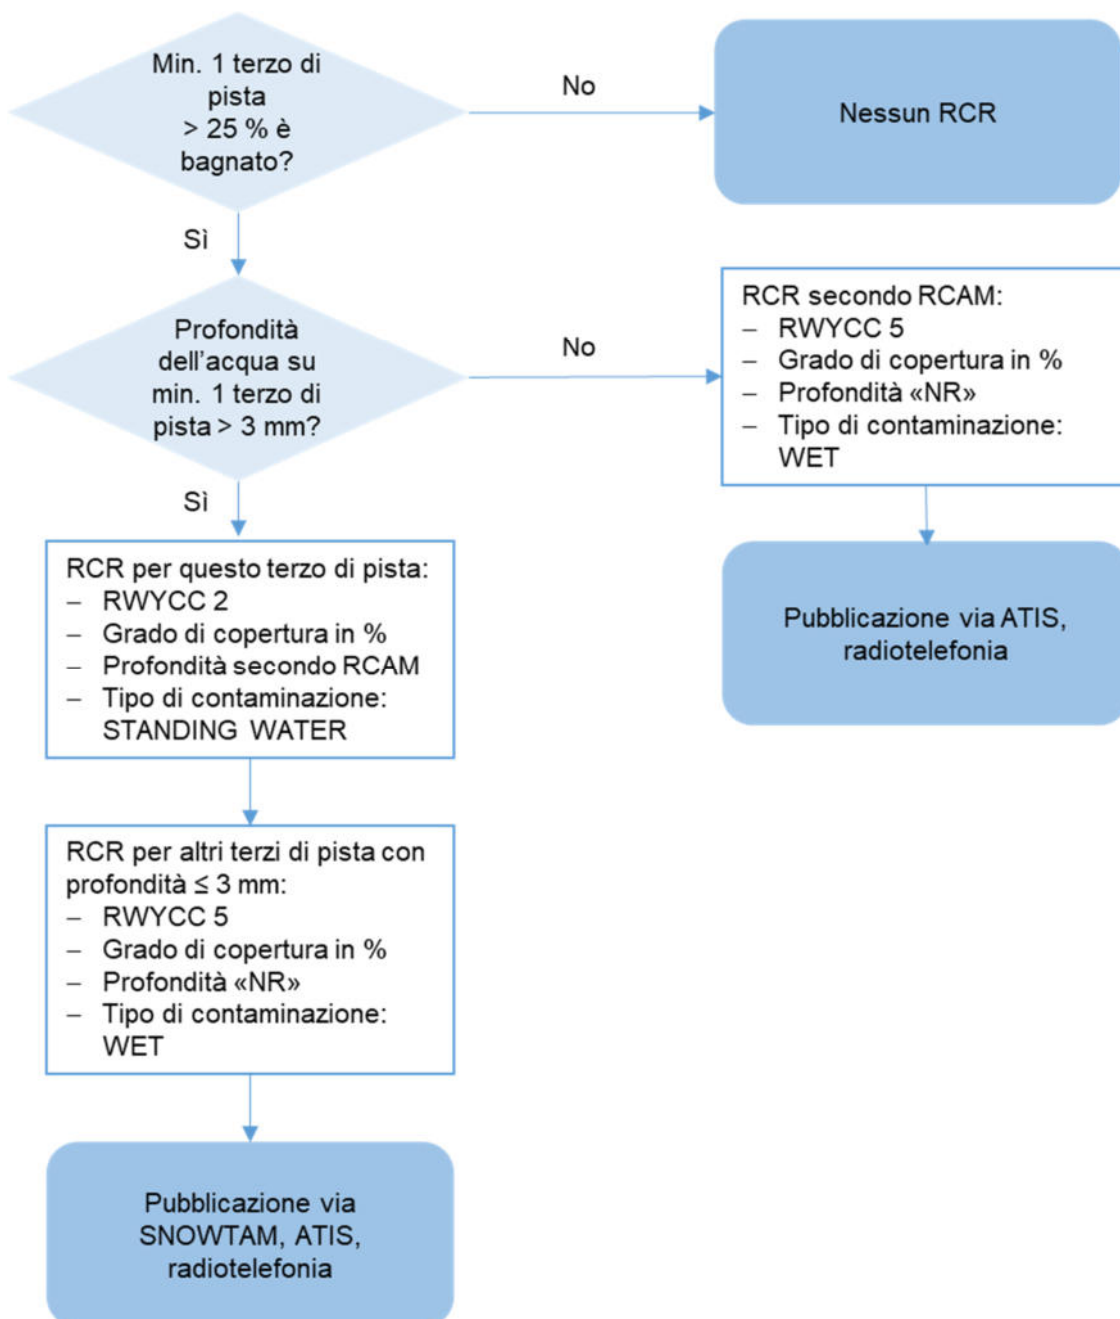 Min. 1 terzo di
pista
> 25 % è
bagnato?
No
Nessun RCR
Sì
Profondità
dell'acqua su
min. 1 terzo di
pista > 3 mm?
No
RCR secondo RCAM:
– RWYCC 5
– Grado di copertura in %
– Profondità «NR»
– Tipo di contaminazione:
WET
Sì
RCR per questo terzo di pista:
– RWYCC 2
– Grado di copertura in %
– Profondità secondo RCAM
– Tipo di contaminazione:
STANDING WATER
Pubblicazione via ATIS,
radiotelefonia
RCR per altri terzi di pista con
profondità ≤ 3 mm:
– RWYCC 5
– Grado di copertura in %
– Profondità «NR»
– Tipo di contaminazione:
WET
Pubblicazione via
SNOWTAM, ATIS,
radiotelefonia